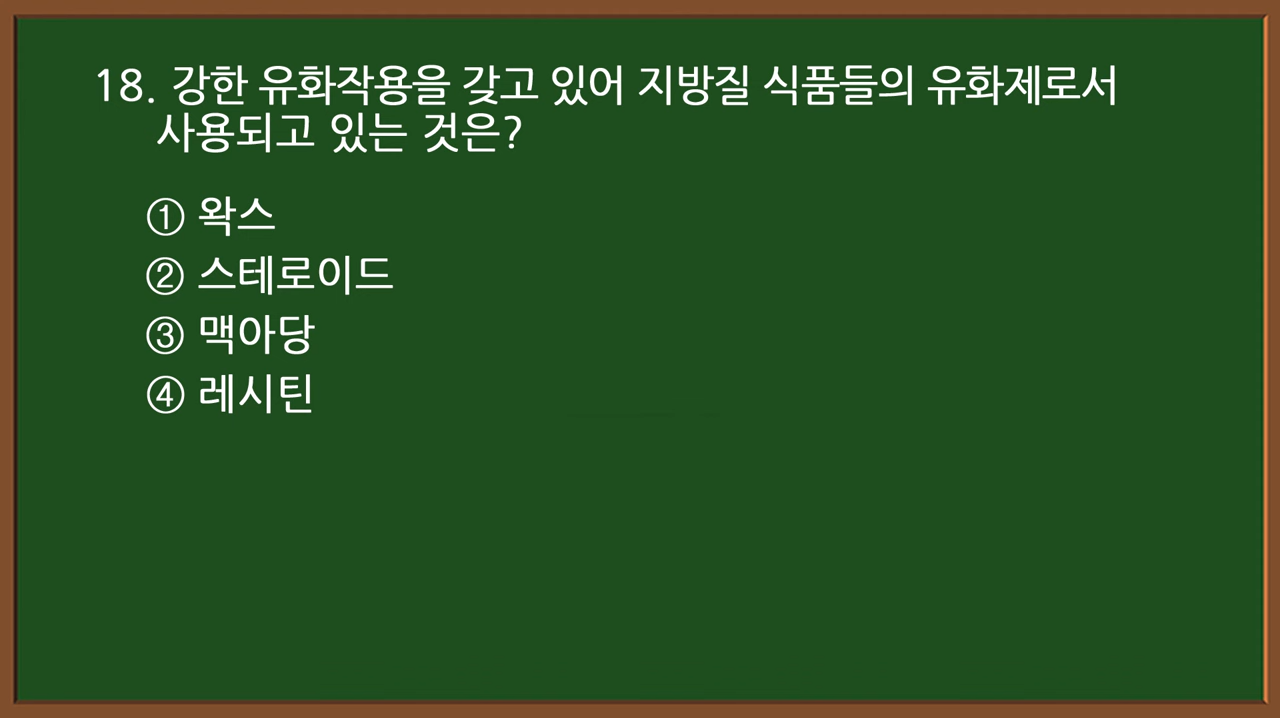 18. 강한 유화작용을 갖고 있어 지방질 식품들의 유화제로서
사용되고 있는 것은?
① 왁스
② 스테로이드
③ 맥아당
④ 레시틴